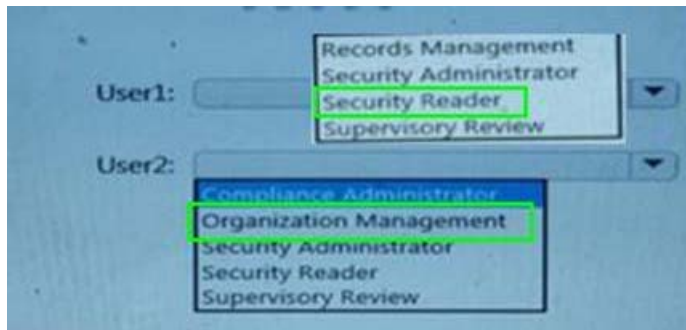 Records Management
Security Administrator
User1:
Security Reader
Supervisory Review
User2:
Compliance Administrator
Organization Management
Security Administrator
Security Reader
Supervisory Review